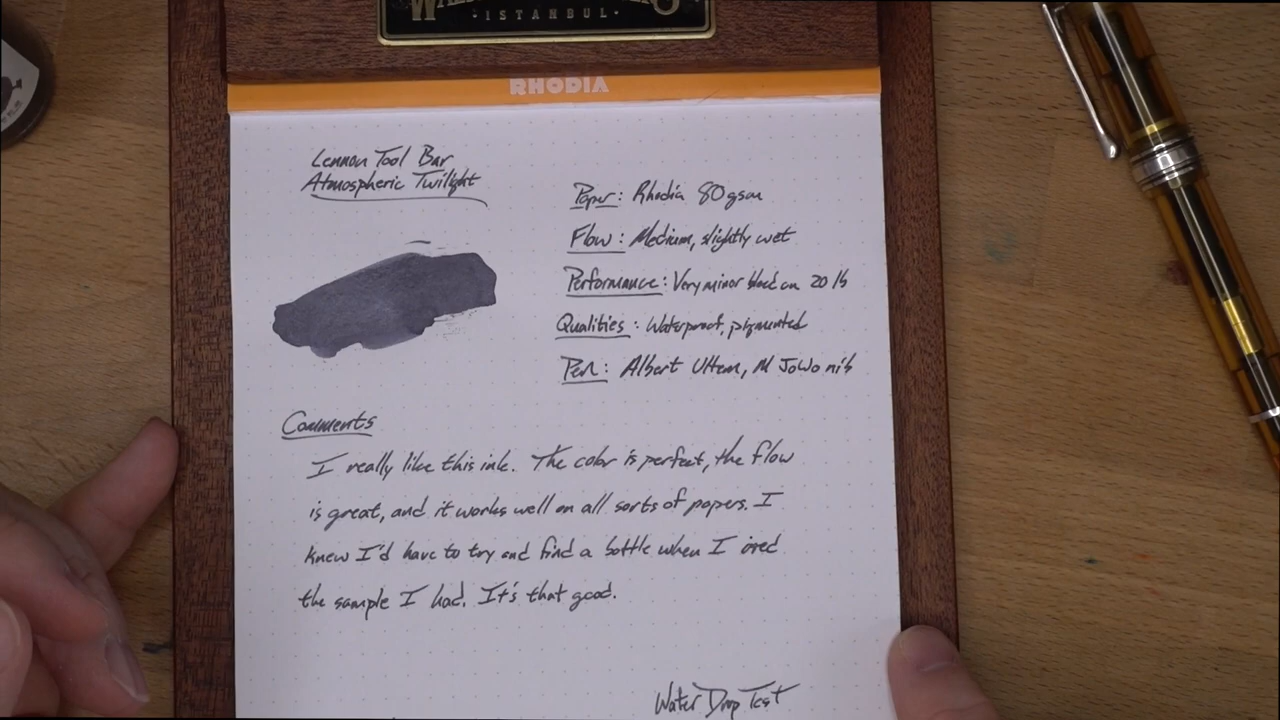 ISTANBUL
RHODIA
Lennon Tool Bar
Atmospheric Twilight
Paper: Rhodia 80gsm
Flow: Medium, slightly wet
Performance: Very minor bleed on 20 lb
Qualities: Waterproof, pigmented
Pen: Albert Uttem, M JoWo nib
Comments
I really like this ink. The color is perfect, the flow
is great, and it works well on all sorts of papers. I
knew I'd have to try and find a bottle when I
the sample I had. It's that good.
Water Drop Test